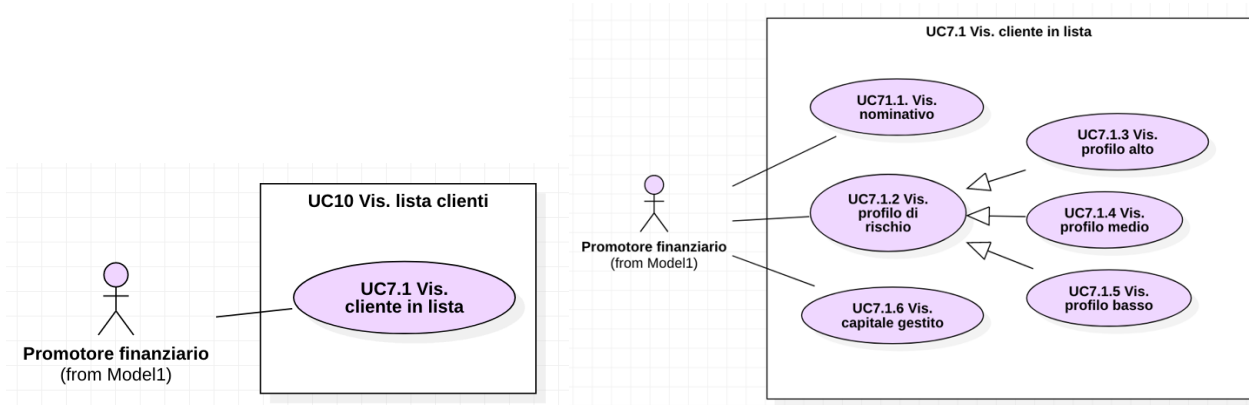 UC10 Vis. lista clienti
UC7.1 Vis.
cliente in lista
Promotore finanziario
(from Model1)
UC7.1 Vis. cliente in lista
UC71.1. Vis.
nominativo
UC7.1.3 Vis.
profilo alto
UC7.1.2 Vis.
profilo di
rischio
UC7.1.4 Vis.
profilo medio
Promotore finanziario
(from Model1)
UC7.1.5 Vis.
profilo basso
UC7.1.6 Vis.
capitale gestito